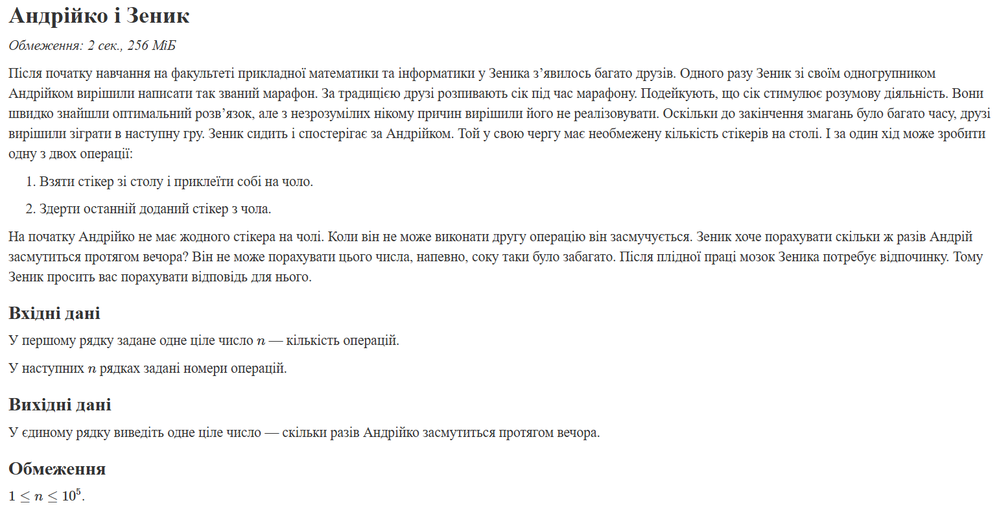 Андрійко і Зеник
Обмеження: 2 сек., 256 МіБ
Після початку навчання на факультеті прикладної математики та інформатики у Зеника з’явилось багато друзів. Одного разу Зеник зі своїм одногрупником
Андрійком вирішили написати так званий марафон. За традицією друзі розпивають сік під час марафону. Подейкують, що сік стимулює розумову діяльність. Вони
швидко знайшли оптимальний розв’язок, але з незрозумілих нікому причин вирішили його не реалізовувати. Оскільки до закінчення змагань було багато часу, друзі
вирішили зіграти в наступну гру. Зеник сидить і спостерігає за Андрійком. Той у свою чергу має необмежену кількість стікерів на столі. І за один хід може зробити
одну з двох операції:
1. Взяти стікер зі столу і приклеїти собі на чоло.
2. Здерти останній доданий стікер з чола.
На початку Андрійко не має жодного стікера на чолі. Коли він не може виконати другу операцію він засмучується. Зеник хоче порахувати скільки ж разів Андрій
засмутиться протягом вечора? Він не може порахувати цього числа, напевно, соку таки було забагато. Після плідної праці мозок Зеника потребує відпочинку. Тому
Зеник просить вас порахувати відповідь для нього.
Вхідні дані
У першому рядку задане одне ціле число n — кількість операцій.
У наступних n рядках задані номери операцій.
Вихідні дані
У єдиному рядку виведіть одне ціле число — скільки разів Андрійко засмутиться протягом вечора.
Обмеження
1 ≤ n ≤ 10⁵.